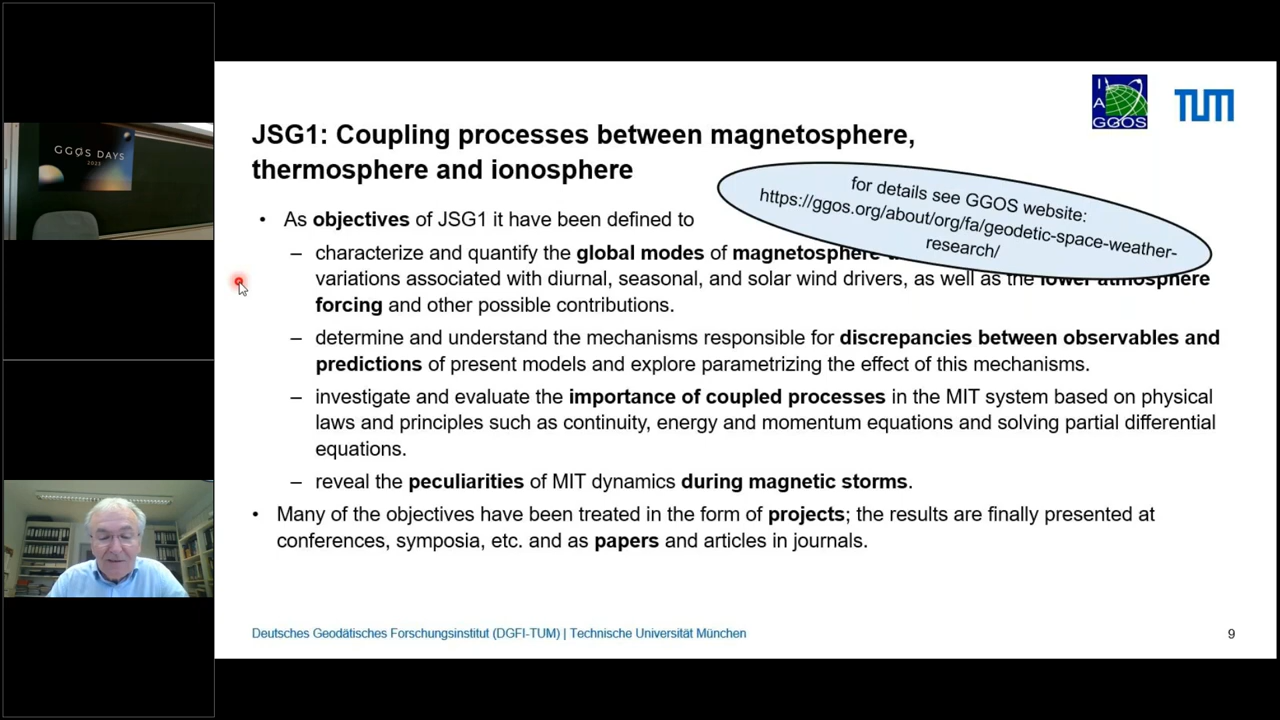 GGOS DAYS
2022
I
A
G
GGOS
TUM
JSG1: Coupling processes between magnetosphere,
thermosphere and ionosphere
for details see GGOS website:
https://ggos.org/about/org/fa/geodetic-space-weather-
research/
• As objectives of JSG1 it have been defined to
– characterize and quantify the global modes of magnetosphere
variations associated with diurnal, seasonal, and solar wind drivers, as well as the lower atmosphere
forcing and other possible contributions.
– determine and understand the mechanisms responsible for discrepancies between observables and
predictions of present models and explore parametrizing the effect of this mechanisms.
– investigate and evaluate the importance of coupled processes in the MIT system based on physical
laws and principles such as continuity, energy and momentum equations and solving partial differential
equations.
– reveal the peculiarities of MIT dynamics during magnetic storms.
• Many of the objectives have been treated in the form of projects; the results are finally presented at
conferences, symposia, etc. and as papers and articles in journals.
Deutsches Geodätisches Forschungsinstitut (DGFI-TUM) | Technische Universität München
9